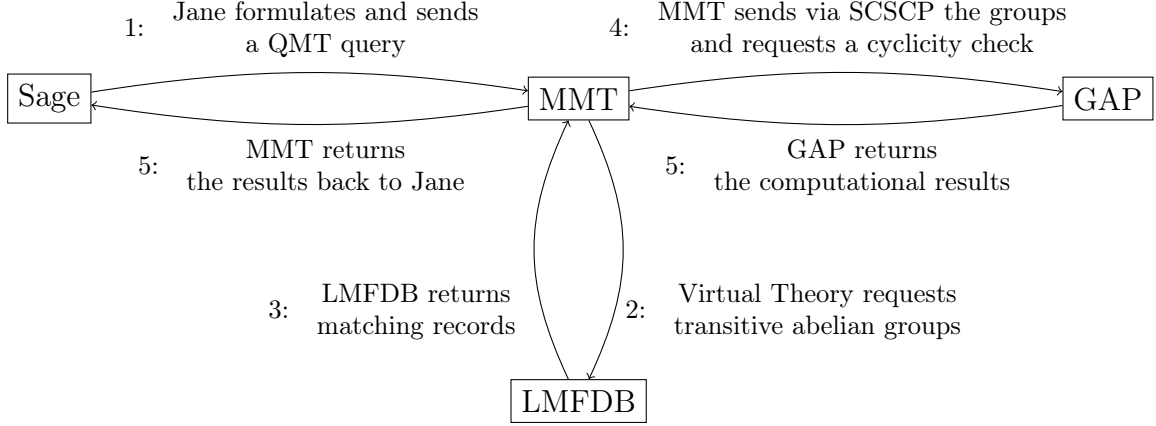 1: Jane formulates and sends
a QMT query
4: MMT sends via SCSCP the groups
and requests a cyclicity check
Sage
MMT
GAP
5: MMT returns
the results back to Jane
5: GAP returns
the computational results
3: LMFDB returns
matching records
2: Virtual Theory requests
transitive abelian groups
LMFDB